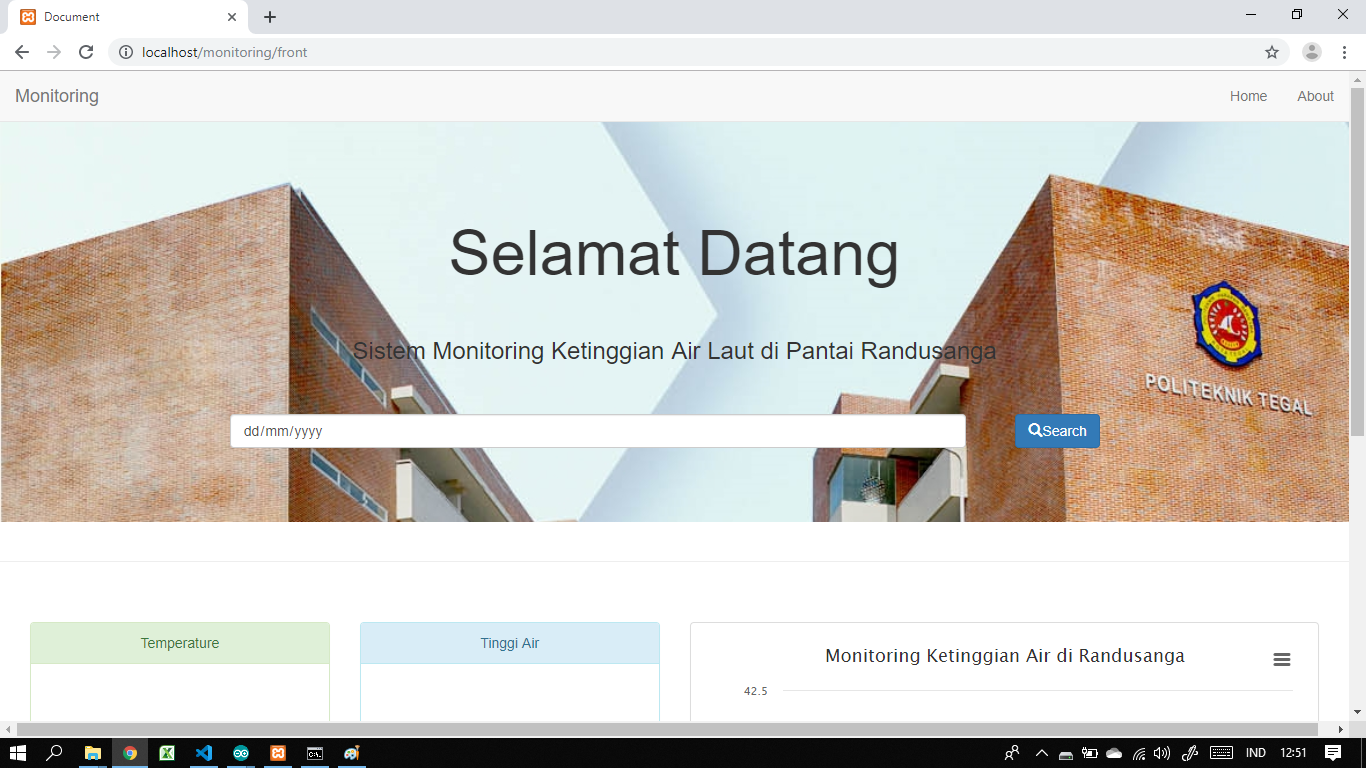 Document
localhost/monitoring/front
Monitoring
Home
About
Selamat Datang
Sistem Monitoring Ketinggian Air Laut di Pantai Randusanga
POLITEKNIK TEGAL
dd/mm/yyyy
Search
Temperature
Tinggi Air
Monitoring Ketinggian Air di Randusanga
42.5
IND
12:51